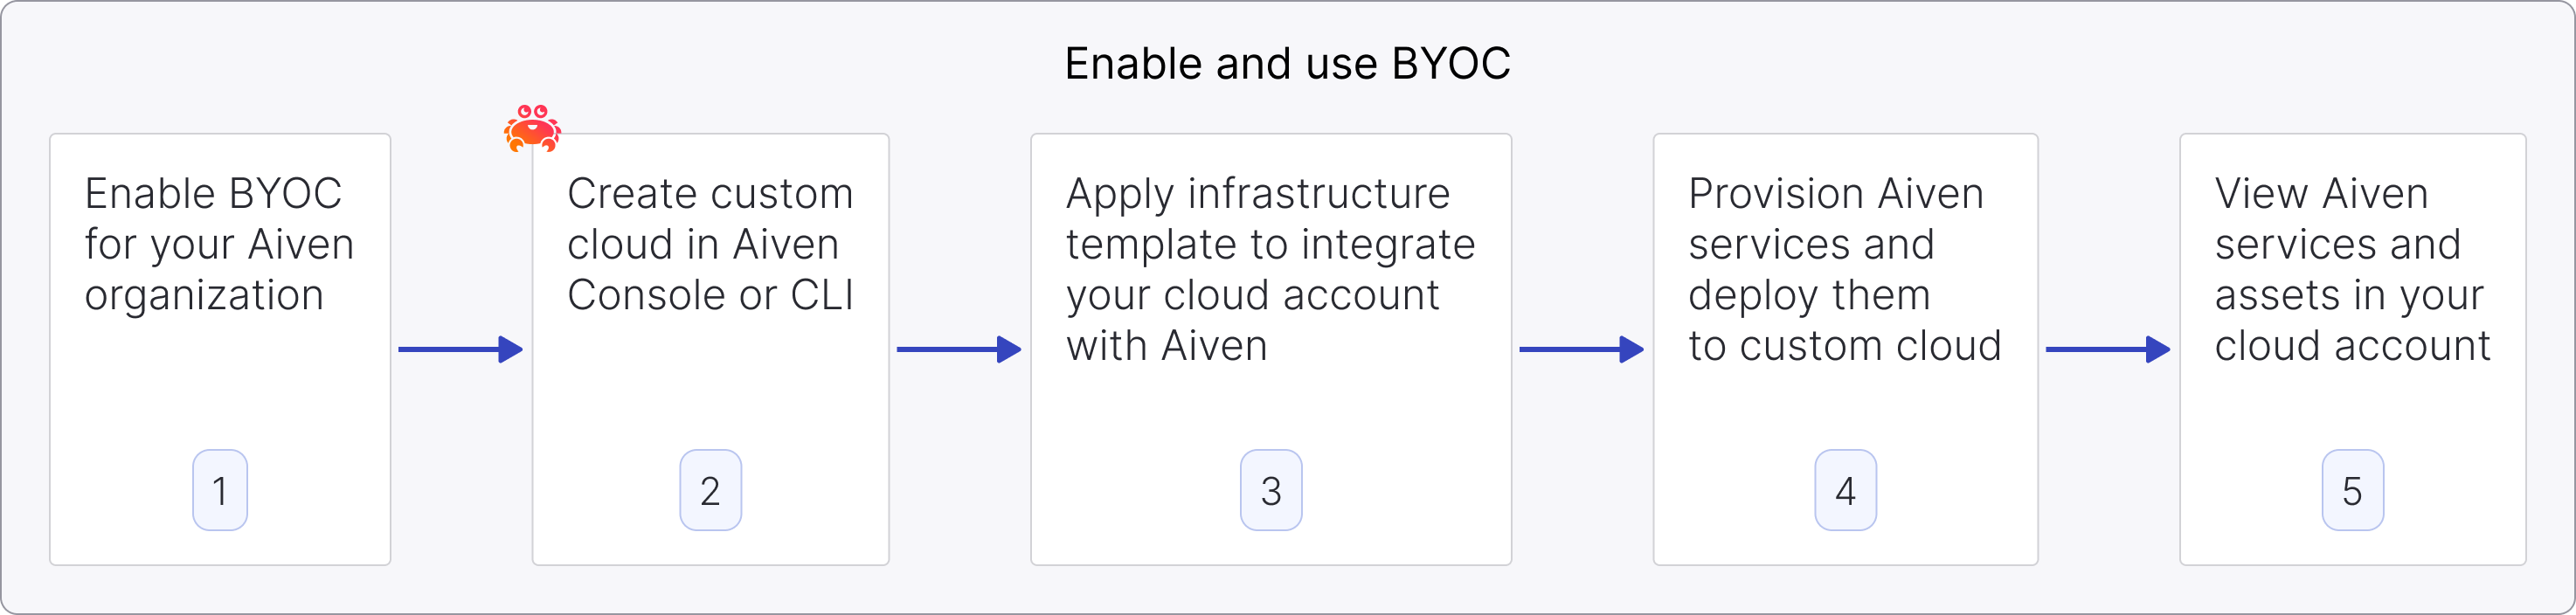 Enable and use BYOC
Enable BYOC
for your Aiven
organization
1
Create custom
cloud in Aiven
Console or CLI
2
Apply infrastructure
template to integrate
your cloud account
with Aiven
3
Provision Aiven
services and
deploy them
to custom cloud
4
View Aiven
services and
assets in your
cloud account
5